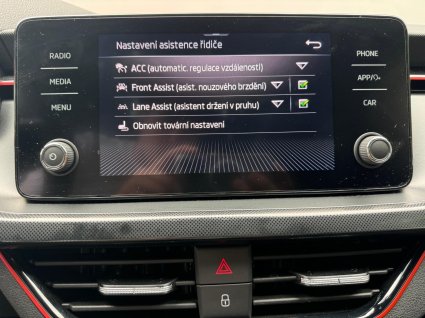 Nastavení asistence řidiče
RADIO
MEDIA
MENU
ACC (automatic. regulace vzdálenosti)
Front Assist (asist. nouzového brzdění)
Lane Assist (asistent držení v pruhu)
Obnovit tovární nastavení
PHONE
APP/
CAR